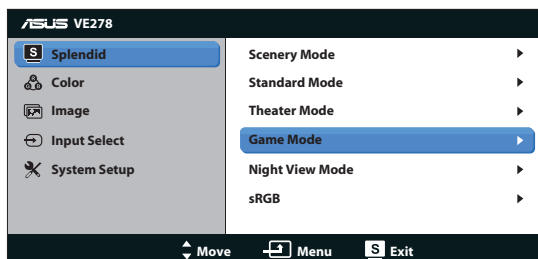 ASUS VE278
S Splendid
Color
Image
Input Select
System Setup
Scenery Mode
Standard Mode
Theater Mode
Game Mode
Night View Mode
sRGB
Move Menu S Exit